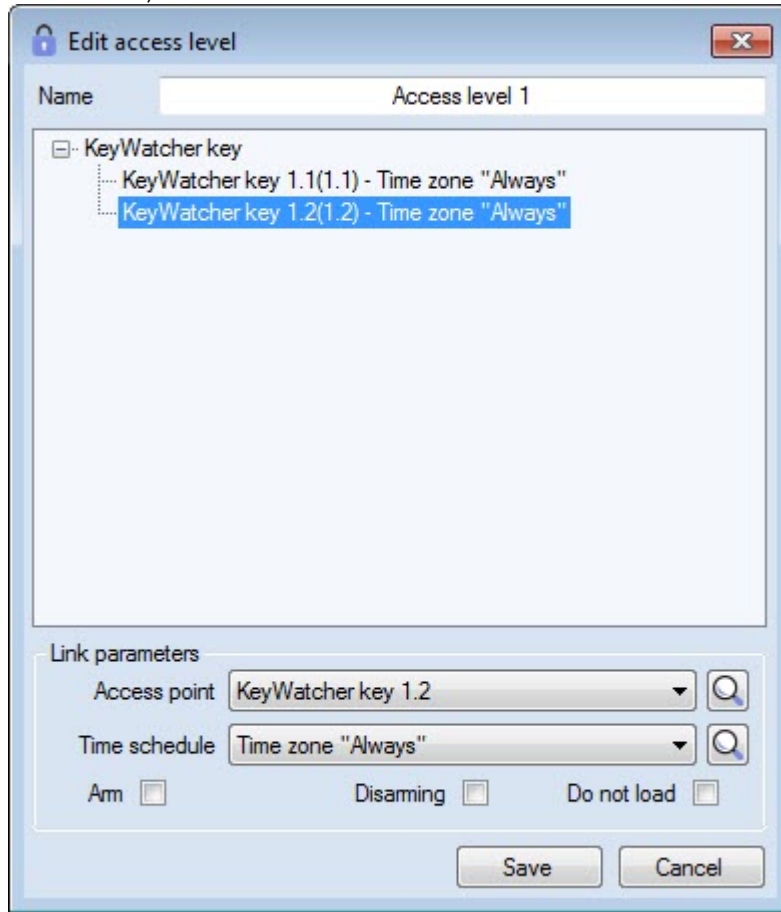 Edit access level
Name Access level 1
KeyWatcher key
KeyWatcher key 1.1(1.1) - Time zone "Always"
KeyWatcher key 1.2(1.2) - Time zone "Always"
Link parameters
Access point KeyWatcher key 1.2
Time schedule Time zone "Always"
Arm Disarming Do not load
Save Cancel